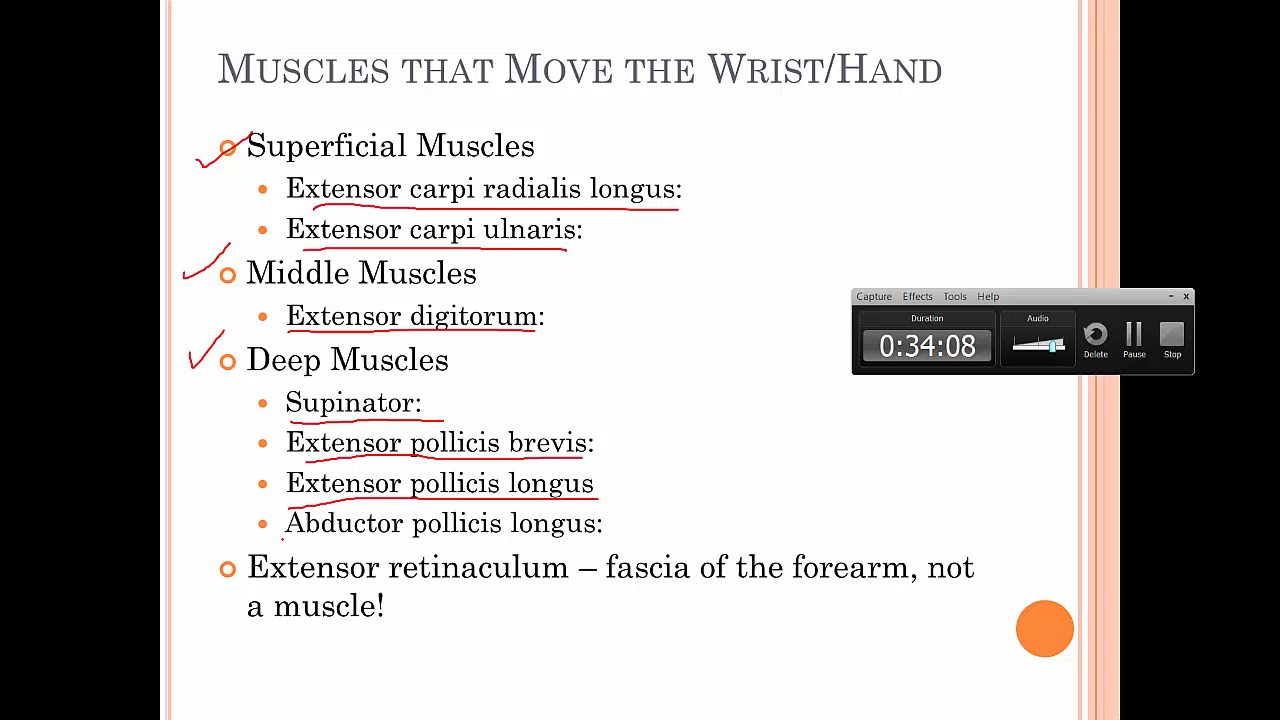 MUSCLES THAT MOVE THE WRIST/HAND
Superficial Muscles
Extensor carpi radialis longus:
Extensor carpi ulnaris:
Middle Muscles
Extensor digitorum:
Deep Muscles
Supinator:
Extensor pollicis brevis:
Extensor pollicis longus
Abductor pollicis longus:
Extensor retinaculum – fascia of the forearm, not
a muscle!
Capture Effects Tools Help
Duration Audio
0:34:08
Delete Pause Stop